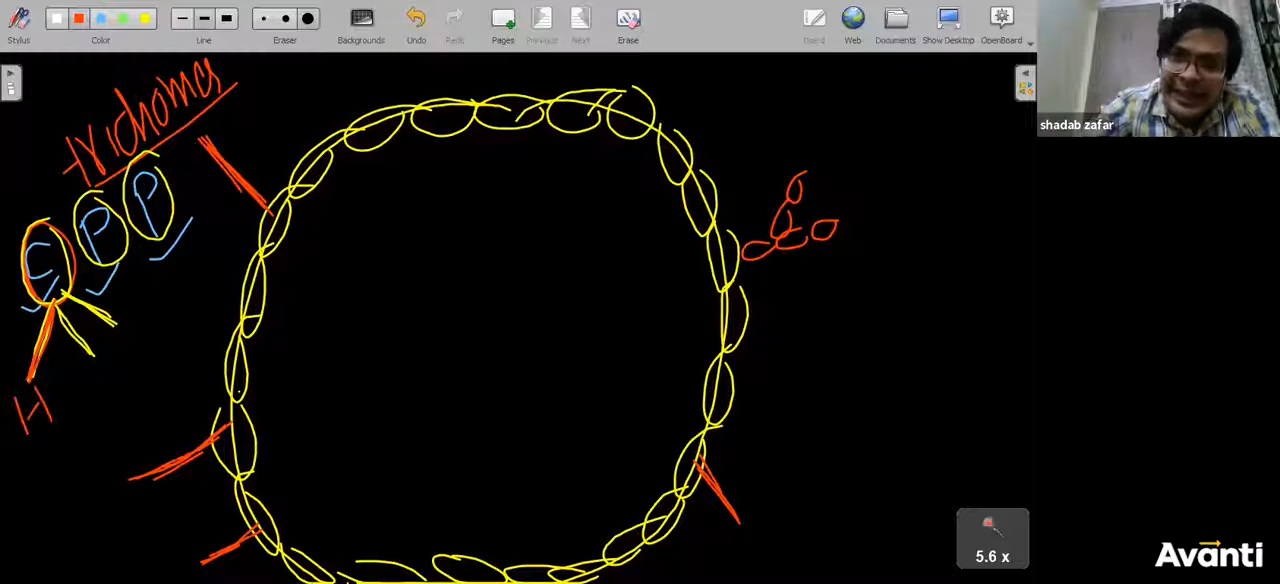 Stylus Color Line Eraser Backgrounds Undo Redo Pages Previous Next Erase Board Web Documents Show Desktop OpenBoard
shadab zafar
trichomes
C P P
H
5.6 x
Avanti